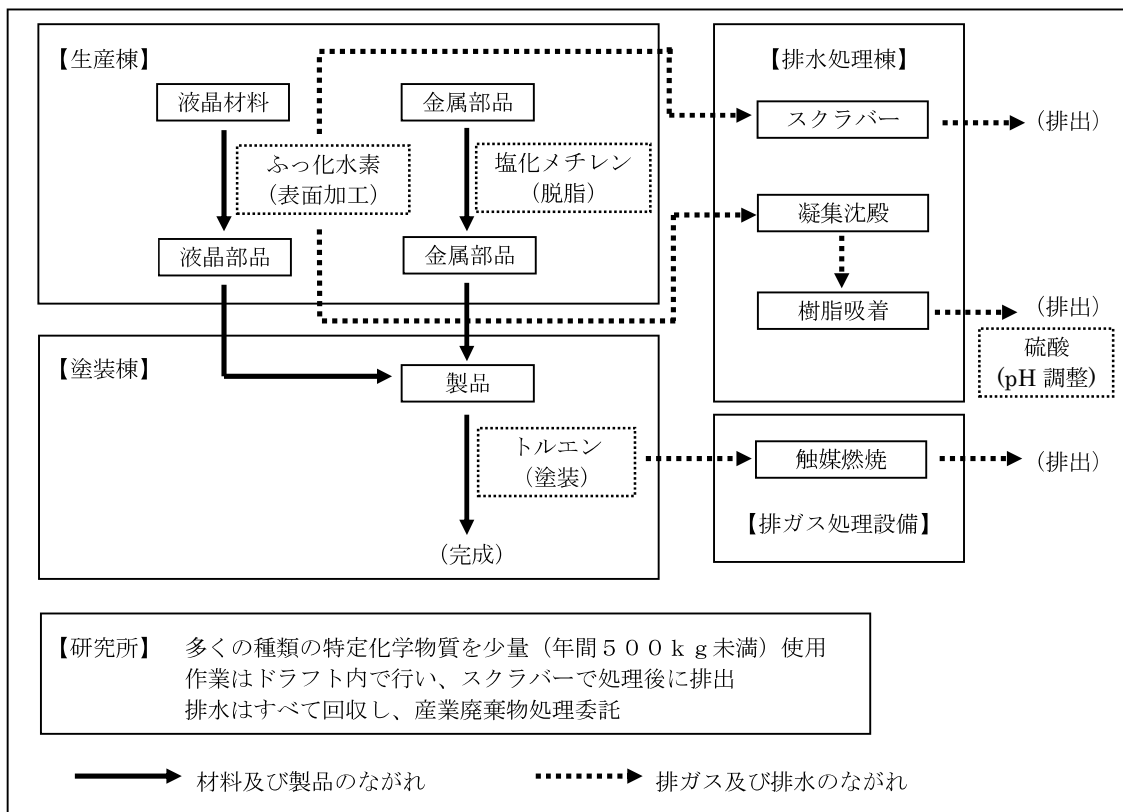 【生産棟】
液晶材料
金属部品
ふっ化水素
（表面加工）
塩化メチレン
（脱脂）
液晶部品
金属部品
【排水処理棟】
スクラバー
（排出）
凝集沈殿
樹脂吸着
（排出）
硫酸
(pH 調整)
【塗装棟】
製品
トルエン
（塗装）
（完成）
触媒燃焼
（排出）
【排ガス処理設備】
【研究所】 多くの種類の特定化学物質を少量（年間５００ｋｇ未満）使用
作業はドラフト内で行い、スクラバーで処理後に排出
排水はすべて回収し、産業廃棄物処理委託
材料及び製品のながれ
排ガス及び排水のながれ